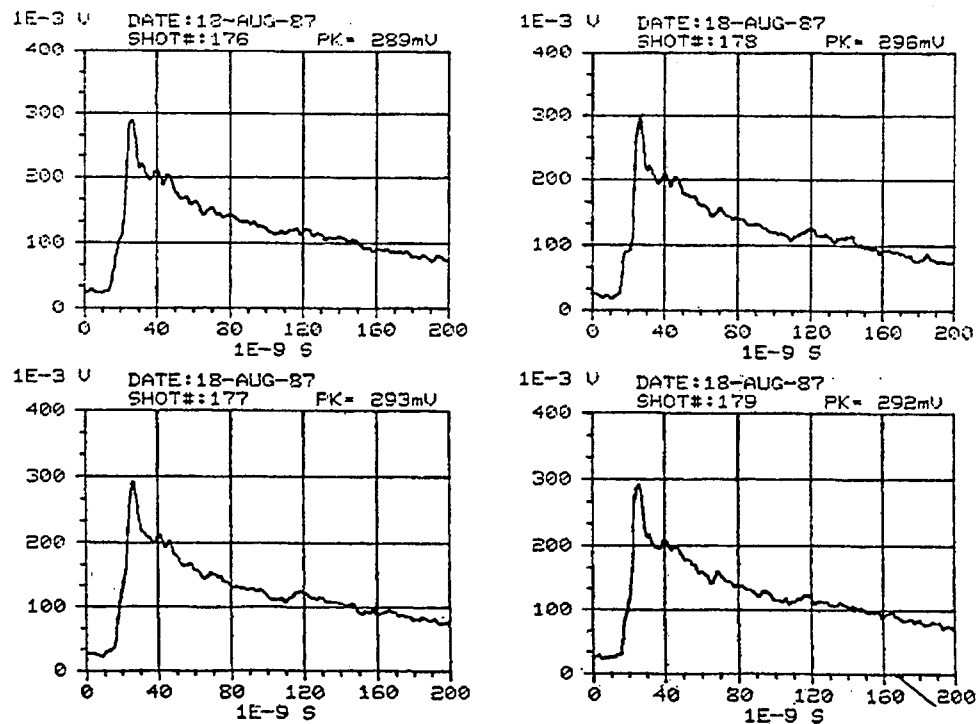 1E-3 V DATE:18-AUG-87
SHOT#:176 PK= 289mV
400
300
200
100
0
0 40 80 120 160 200
1E-9 S
1E-3 V DATE:18-AUG-87
SHOT#:178 PK= 296mV
400
300
200
100
0
0 40 80 120 160 200
1E-9 S
1E-3 V DATE:18-AUG-87
SHOT#:177 PK= 293mV
400
300
200
100
0
0 40 80 120 160 200
1E-9 S
1E-3 V DATE:18-AUG-87
SHOT#:179 PK= 292mV
400
300
200
100
0
0 40 80 120 160 200
1E-9 S